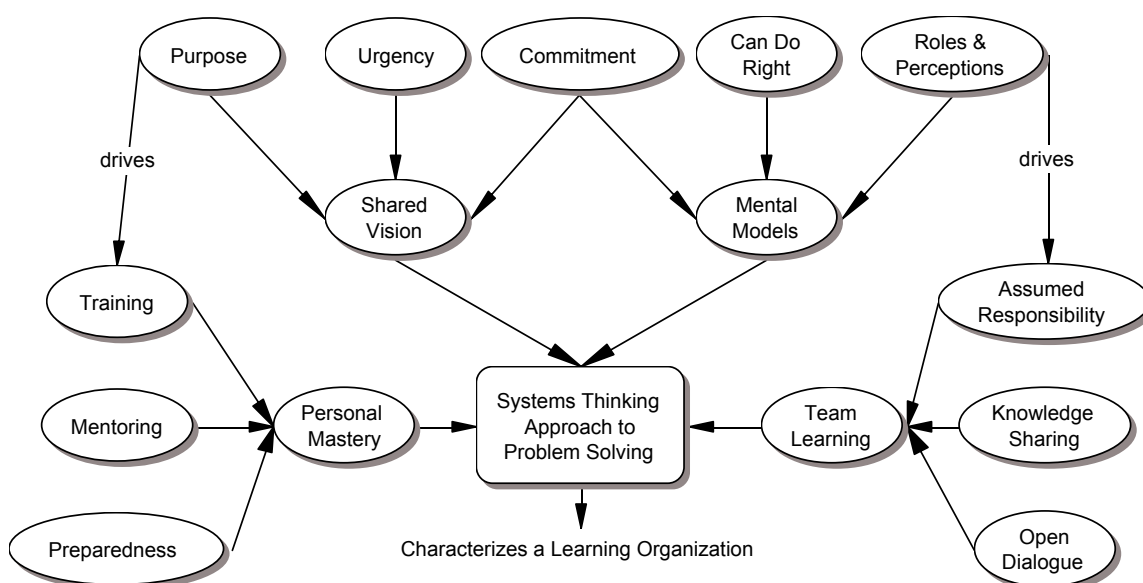 Purpose
Urgency
Commitment
Can Do
Right
Roles &
Perceptions
drives
drives
Shared
Vision
Mental
Models
Training
Assumed
Responsibility
Mentoring
Personal
Mastery
Systems Thinking
Approach to
Problem Solving
Team
Learning
Knowledge
Sharing
Preparedness
Characterizes a Learning Organization
Open
Dialogue